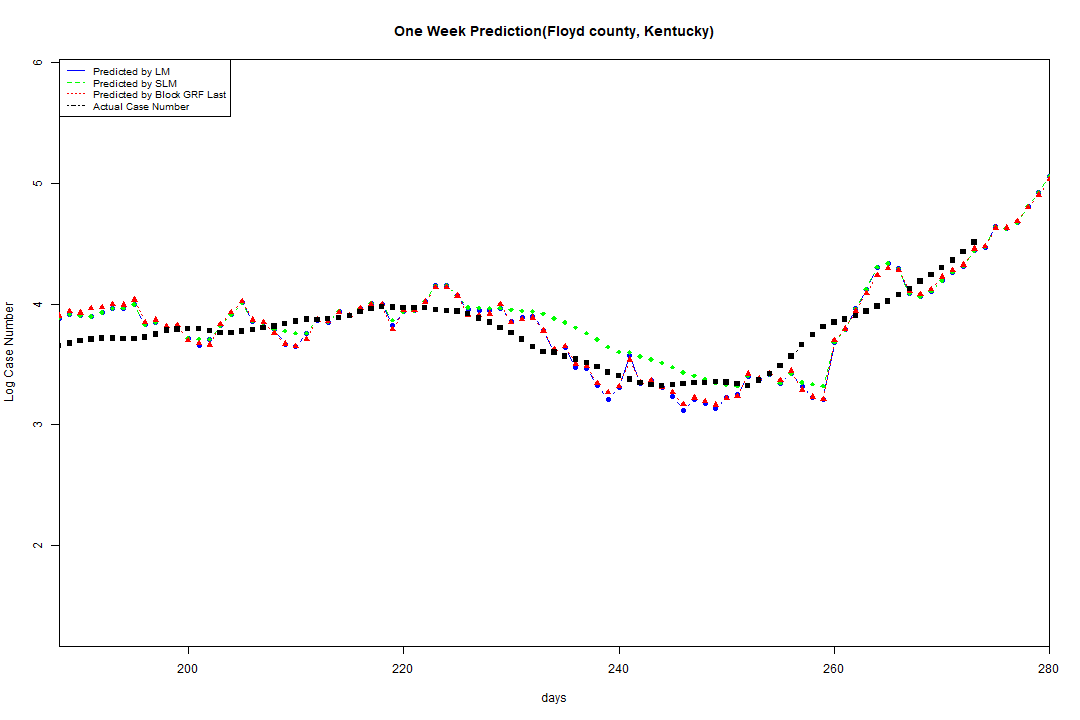 One Week Prediction(Floyd county, Kentucky)
Predicted by LM
Predicted by SLM
Predicted by Block GRF Last
Actual Case Number
6
5
4
3
2
Log Case Number
200 220 240 260 280
days